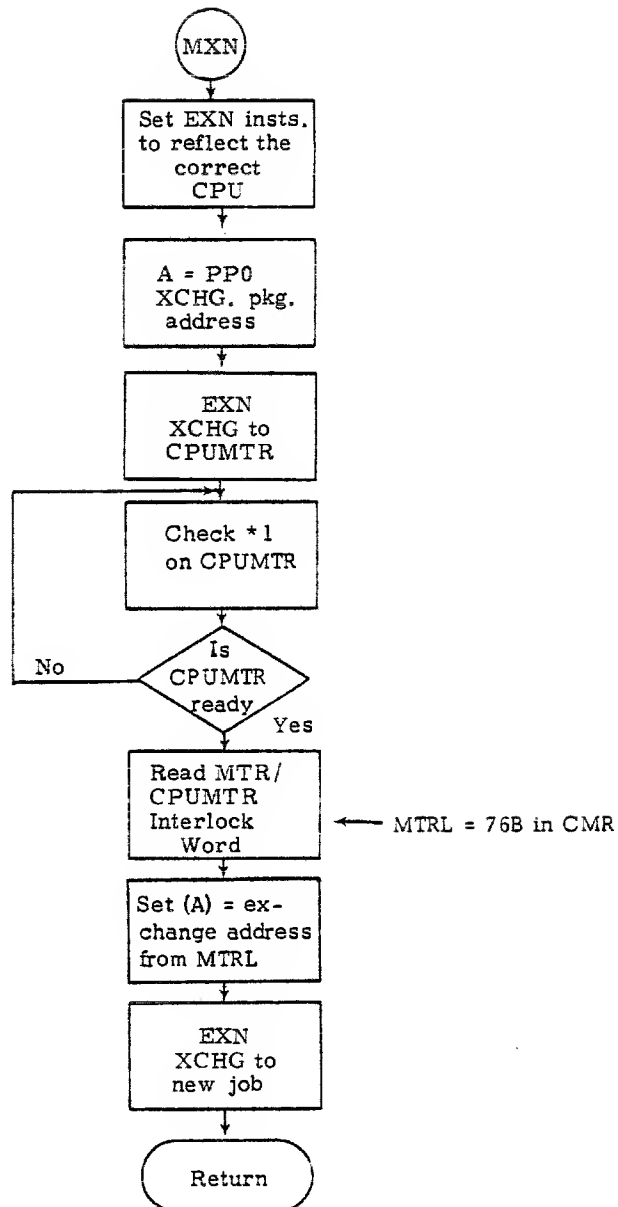 MXN
Set EXN insts.
to reflect the
correct
CPU
A = PP0
XCHG. pkg.
address
EXN
XCHG to
CPUMTR
Check *1
on CPUMTR
Is
CPUMTR
ready
No
Yes
Read MTR/
CPUMTR
Interlock
Word
MTRL = 76B in CMR
Set (A) = ex-
change address
from MTRL
EXN
XCHG to
new job
Return